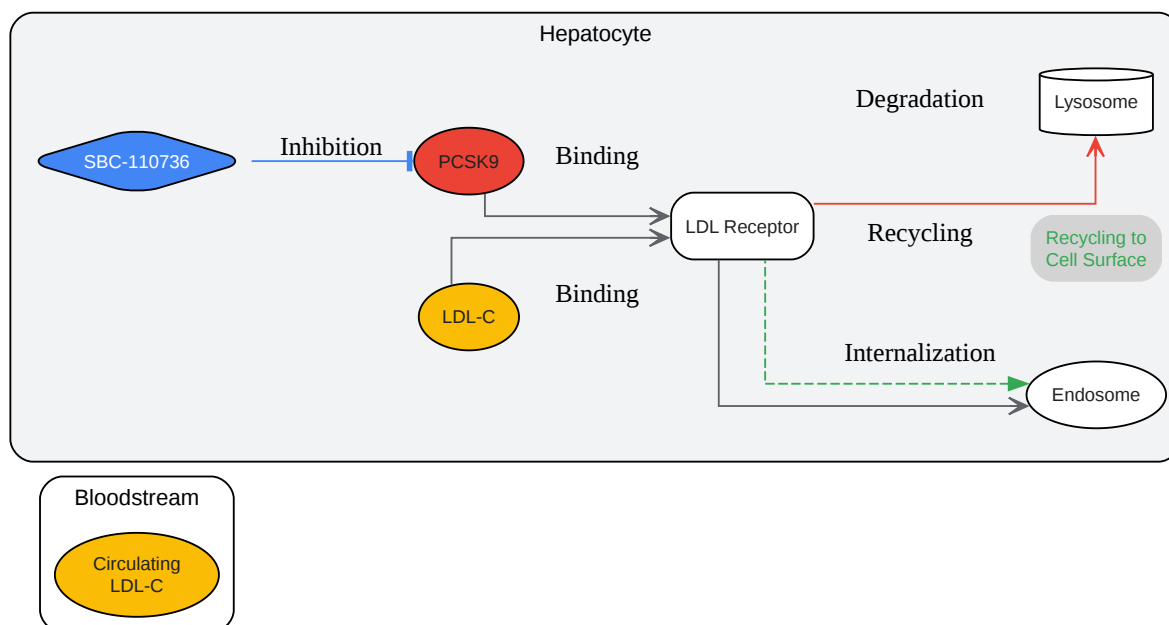 Hepatocyte
Degradation
Lysosome
SBC-110736
Inhibition
PCSK9
Binding
LDL Receptor
Recycling
Recycling to
Cell Surface
LDL-C
Binding
Internalization
Endosome
Bloodstream
Circulating
LDL-C